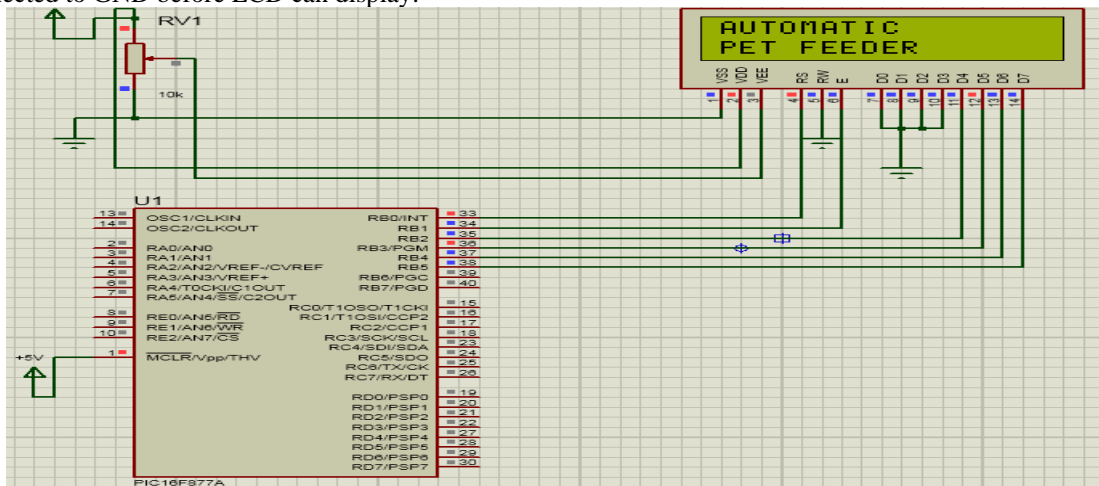 ected to GND before LCD can display.
RV1
10k
AUTOMATIC
PET FEEDER
VSS VDD VEE RS RW E D0 D1 D2 D3 D4 D5 D6 D7
1 2 3 4 5 6 7 8 9 10 11 12 13 14
U1
13 OSC1/CLKIN RB0/INT 33
14 OSC2/CLKOUT RB1 34
RB2 35
2 RA0/AN0 RB3/PGM 36
3 RA1/AN1 RB4 37
4 RA2/AN2/VREF-/CVREF RB5 38
5 RA3/AN3/VREF+ RB6/PGC 39
6 RA4/T0CKI/C1OUT RB7/PGD 40
7 RA5/AN4/SS/C2OUT
RC0/T1OSO/T1CKI 15
8 RE0/AN5/RD RC1/T1OSI/CCP2 16
9 RE1/AN6/WR RC2/CCP1 17
10 RE2/AN7/CS RC3/SCK/SCL 18
RC4/SDI/SDA 23
+5V 1 MCLR/Vpp/THV RC5/SDO 24
RC6/TX/CK 25
RC7/RX/DT 26
RD0/PSP0 19
RD1/PSP1 20
RD2/PSP2 21
RD3/PSP3 22
RD4/PSP4 27
RD5/PSP5 28
RD6/PSP6 29
RD7/PSP7 30
PIC16F877A